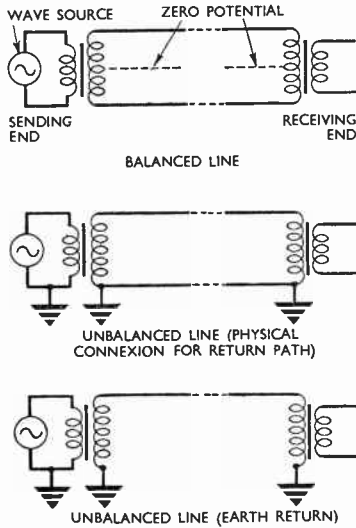 WAVE SOURCE
ZERO POTENTIAL
SENDING
END
RECEIVING
END
BALANCED LINE
UNBALANCED LINE (PHYSICAL
CONNEXION FOR RETURN PATH)
UNBALANCED LINE (EARTH RETURN)